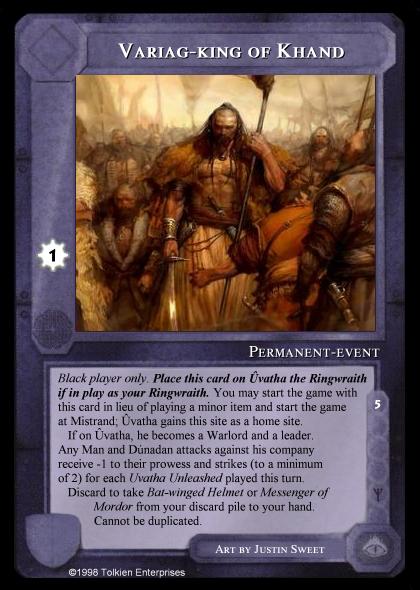 VARIAG-KING OF KHAND
1
PERMANENT-EVENT
Black player only. Place this card on Ûvatha the Ringwraith
if in play as your Ringwraith. You may start the game with
this card in lieu of playing a minor item and start the game
at Mistrand; Ûvatha gains this site as a home site.
If on Ûvatha, he becomes a Warlord and a leader.
Any Man and Dúnadan attacks against his company
receive -1 to their prowess and strikes (to a minimum
of 2) for each Uvatha Unleashed played this turn.
Discard to take Bat-winged Helmet or Messenger of
Mordor from your discard pile to your hand.
Cannot be duplicated.
5
ART BY JUSTIN SWEET
©1998 Tolkien Enterprises